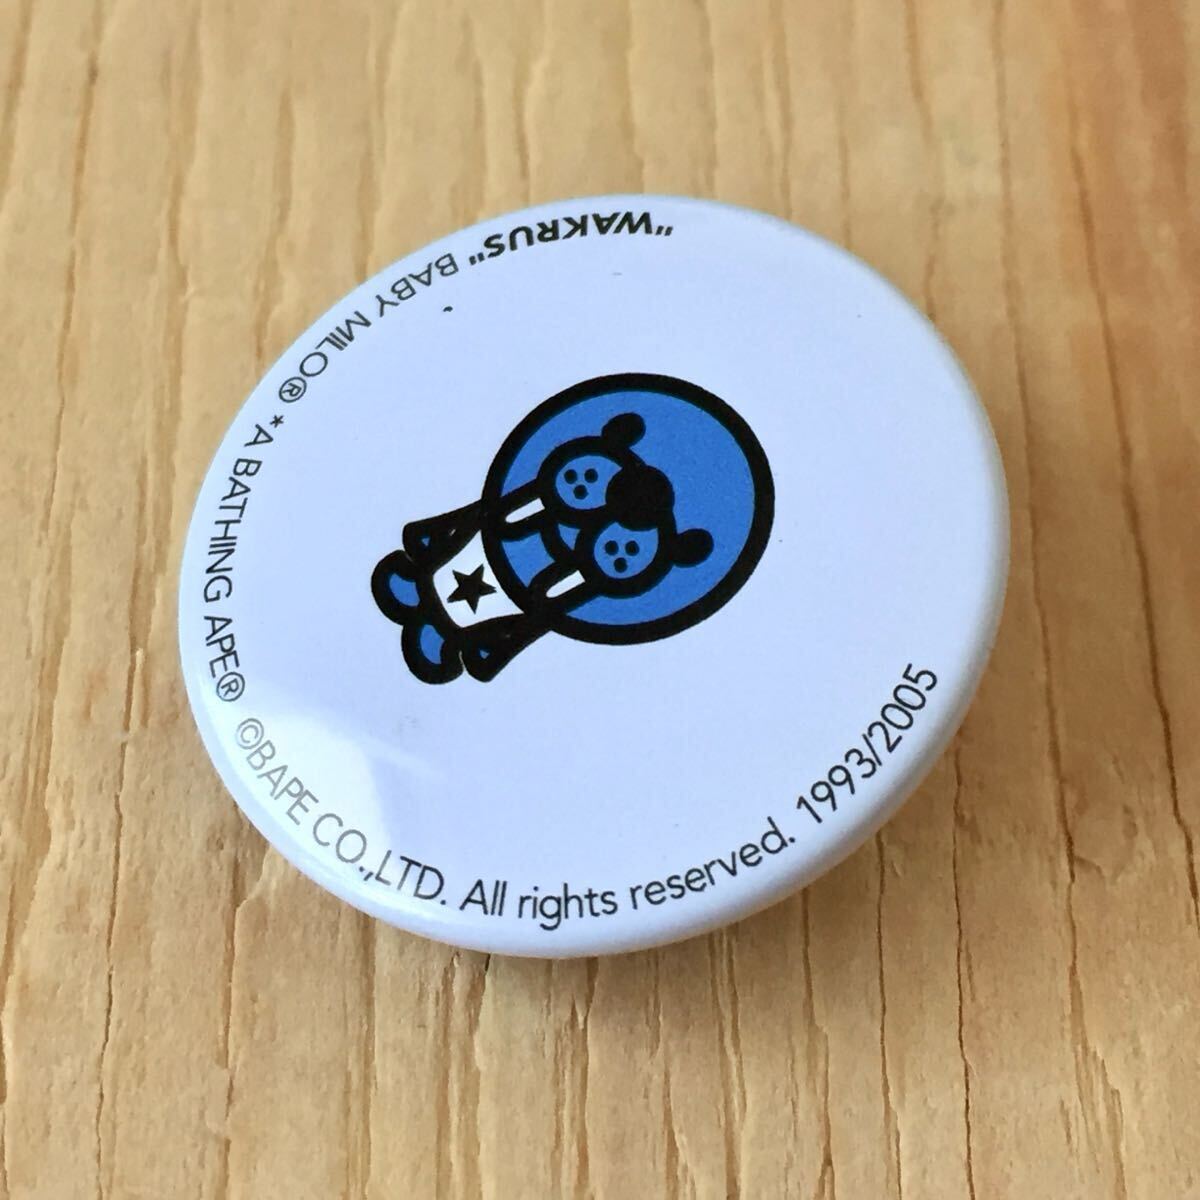 "WAKRUS" BABY MILO® *A BATHING APE® ©BAPE CO.,LTD. All rights reserved. 1993/2005